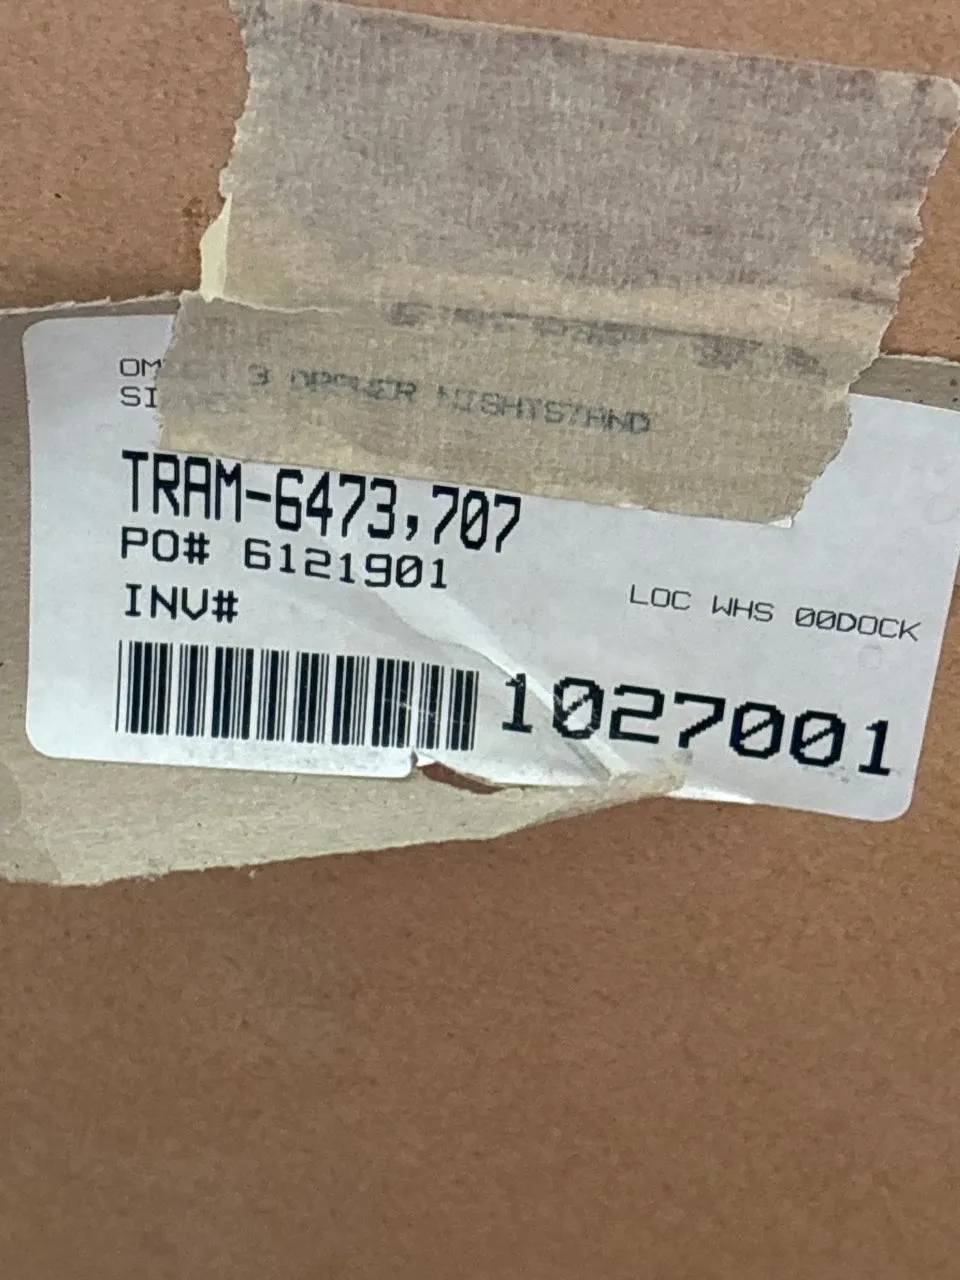 3 DRAWER NIGHTSTAND
TRAM-6473,707
PO# 6121901
INV#
LOC WHS 00DOCK
1027001